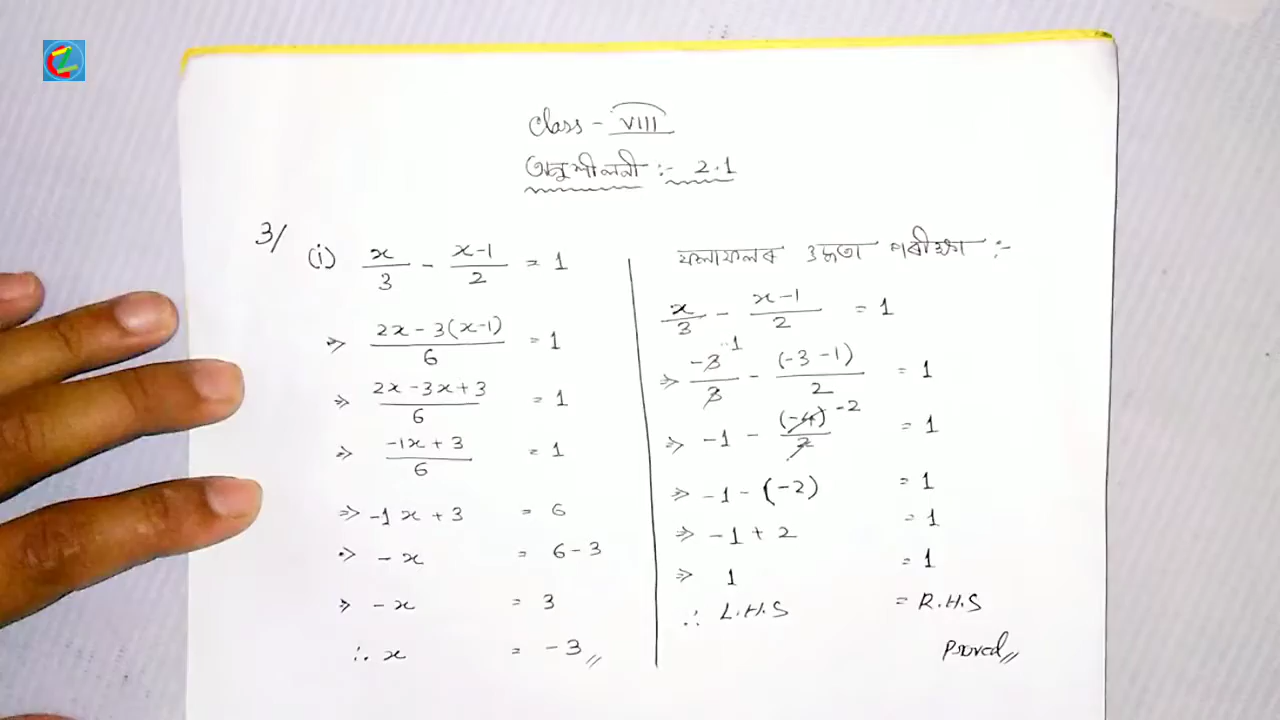 Class - VIII
অনুশীলনী :- 2.1
3/ (i) x/3 - (x-1)/2 = 1
⇒ (2x - 3(x-1))/6 = 1
⇒ (2x - 3x + 3)/6 = 1
⇒ (-1x + 3)/6 = 1
⇒ -1x + 3 = 6
⇒ -x = 6 - 3
⇒ -x = 3
∴ x = -3 //
ফলাফলৰ শুদ্ধতা পৰীক্ষা :-
x/3 - (x-1)/2 = 1
⇒ -3/3 -1 - (-3 -1)/2 = 1
⇒ -1 - (-4)/2 -2 = 1
⇒ -1 - (-2) = 1
⇒ -1 + 2 = 1
⇒ 1 = 1
∴ L.H.S = R.H.S
Proved //